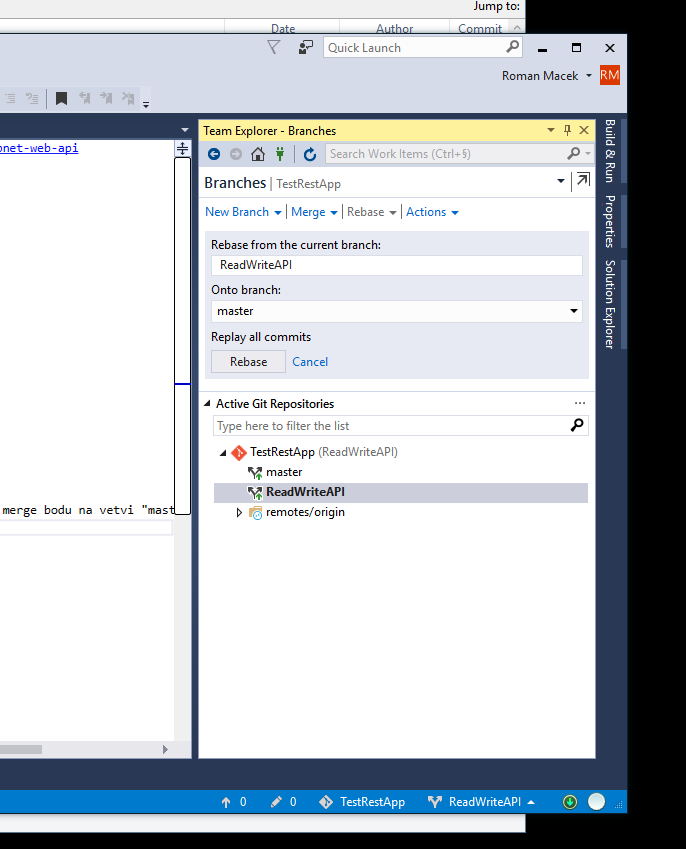 Jump to:
Date Author Commit
Quick Launch
Roman Macek RM
onet-web-api
Team Explorer - Branches
Search Work Items (Ctrl+§)
Branches | TestRestApp
New Branch | Merge | Rebase | Actions
Rebase from the current branch:
ReadWriteAPI
Onto branch:
master
Replay all commits
Rebase Cancel
Active Git Repositories
Type here to filter the list
TestRestApp (ReadWriteAPI)
master
ReadWriteAPI
remotes/origin
merge bodu na vetvi "mast
Build & Run
Properties
Solution Explorer
0 0 TestRestApp ReadWriteAPI